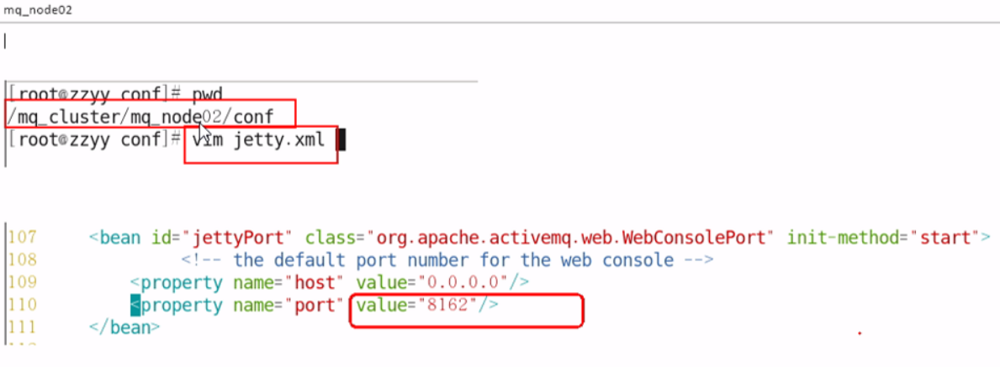 mq_node02
[root@zzyy conf]# pwd
/mq_cluster/mq_node02/conf
[root@zzyy conf]# vim jetty.xml
107 <bean id="jettyPort" class="org.apache.activemq.web.WebConsolePort" init-method="start">
108 <!-- the default port number for the web console -->
109 <property name="host" value="0.0.0.0"/>
110 <property name="port" value="8162"/>
111 </bean>